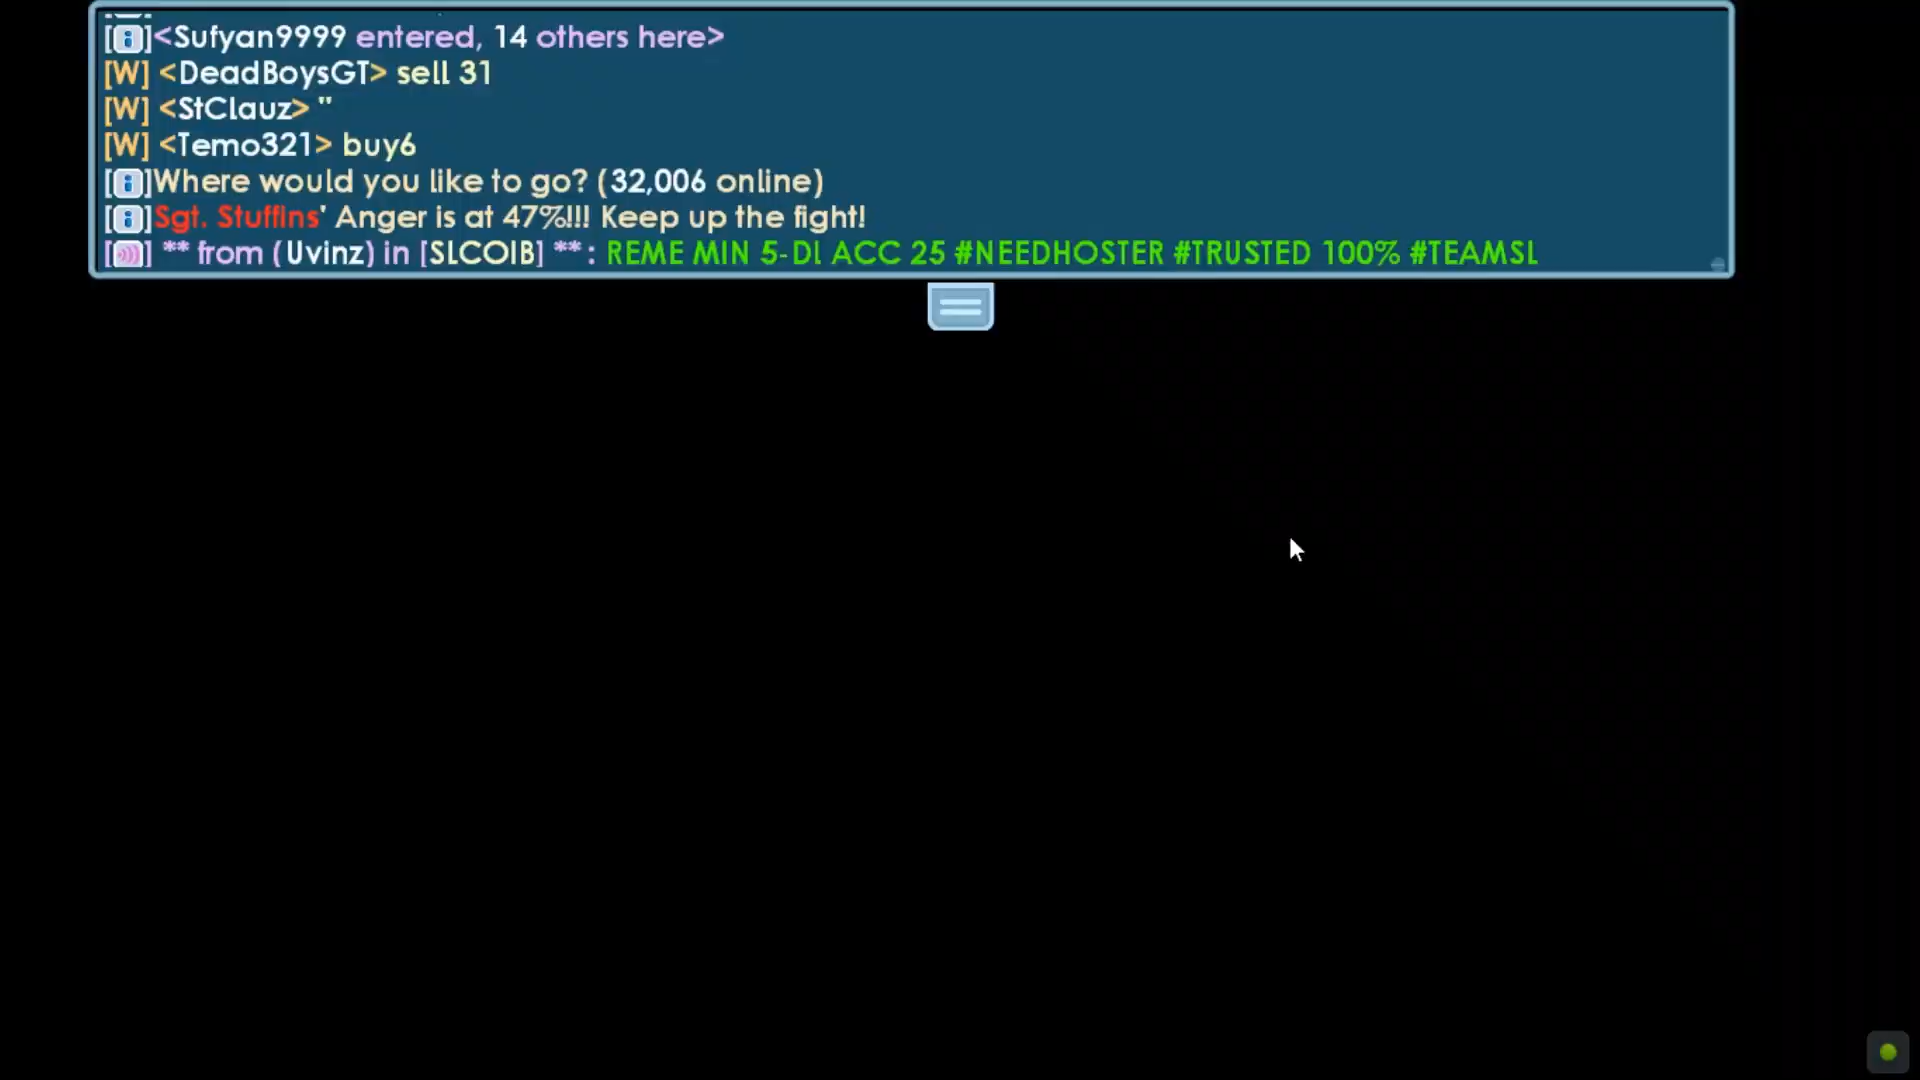 [i]<Sufyan9999 entered, 14 others here>
[W] <DeadBoysGT> sell 31
[W] <StClauz> "
[W] <Temo321> buy6
[i]Where would you like to go? (32,006 online)
[i]Sgt. Stuffins' Anger is at 47%!!! Keep up the fight!
[] ** from (Uvinz) in [SLCOIB] ** : REME MIN 5-Dl ACC 25 #NEEDHOSTER #TRUSTED 100% #TEAMSL